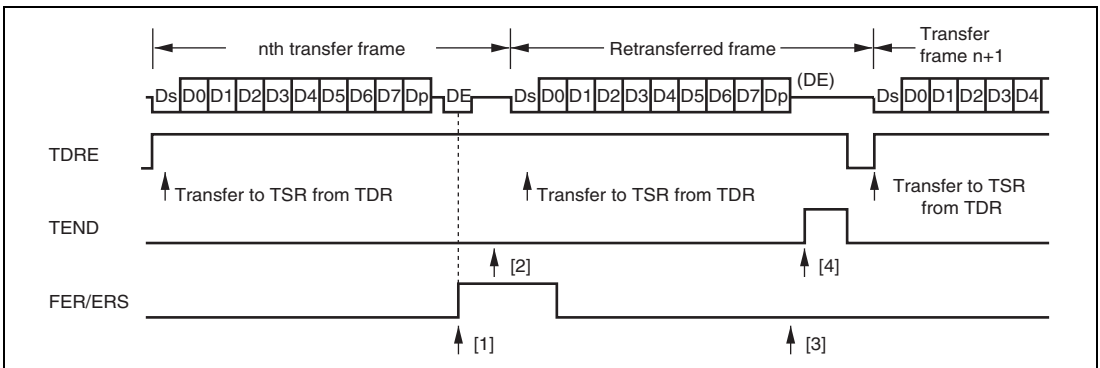 nth transfer frame
Retransferred frame
Transfer
frame n+1
Ds D0 D1 D2 D3 D4 D5 D6 D7 Dp DE
Ds D0 D1 D2 D3 D4 D5 D6 D7 Dp (DE)
Ds D0 D1 D2 D3 D4
TDRE
Transfer to TSR from TDR
Transfer to TSR from TDR
Transfer to TSR
from TDR
TEND
[2]
[4]
FER/ERS
[1]
[3]